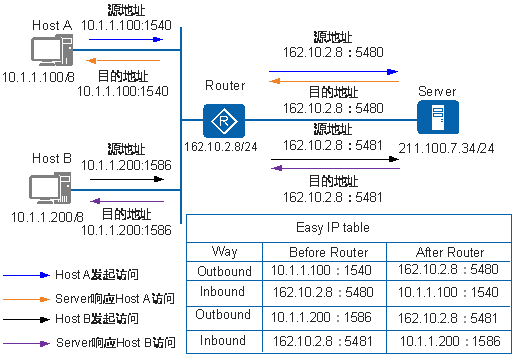 Host A
源地址
10.1.1.100:1540
目的地址
10.1.1.100:1540
10.1.1.100/8
源地址
162.10.2.8：5480
目的地址
162.10.2.8：5480
Router
162.10.2.8/24
Server
211.100.7.34/24
源地址
162.10.2.8：5481
目的地址
162.10.2.8：5481
Host B
源地址
10.1.1.200:1586
目的地址
10.1.1.200:1586
10.1.1.200/8
Host A发起访问
Server响应Host A访问
Host B发起访问
Server响应Host B访问
Easy IP table
Way Before Router After Router
Outbound 10.1.1.100：1540 162.10.2.8：5480
Inbound 162.10.2.8：5480 10.1.1.100：1540
Outbound 10.1.1.200：1586 162.10.2.8：5481
Inbound 162.10.2.8：5481 10.1.1.200：1586